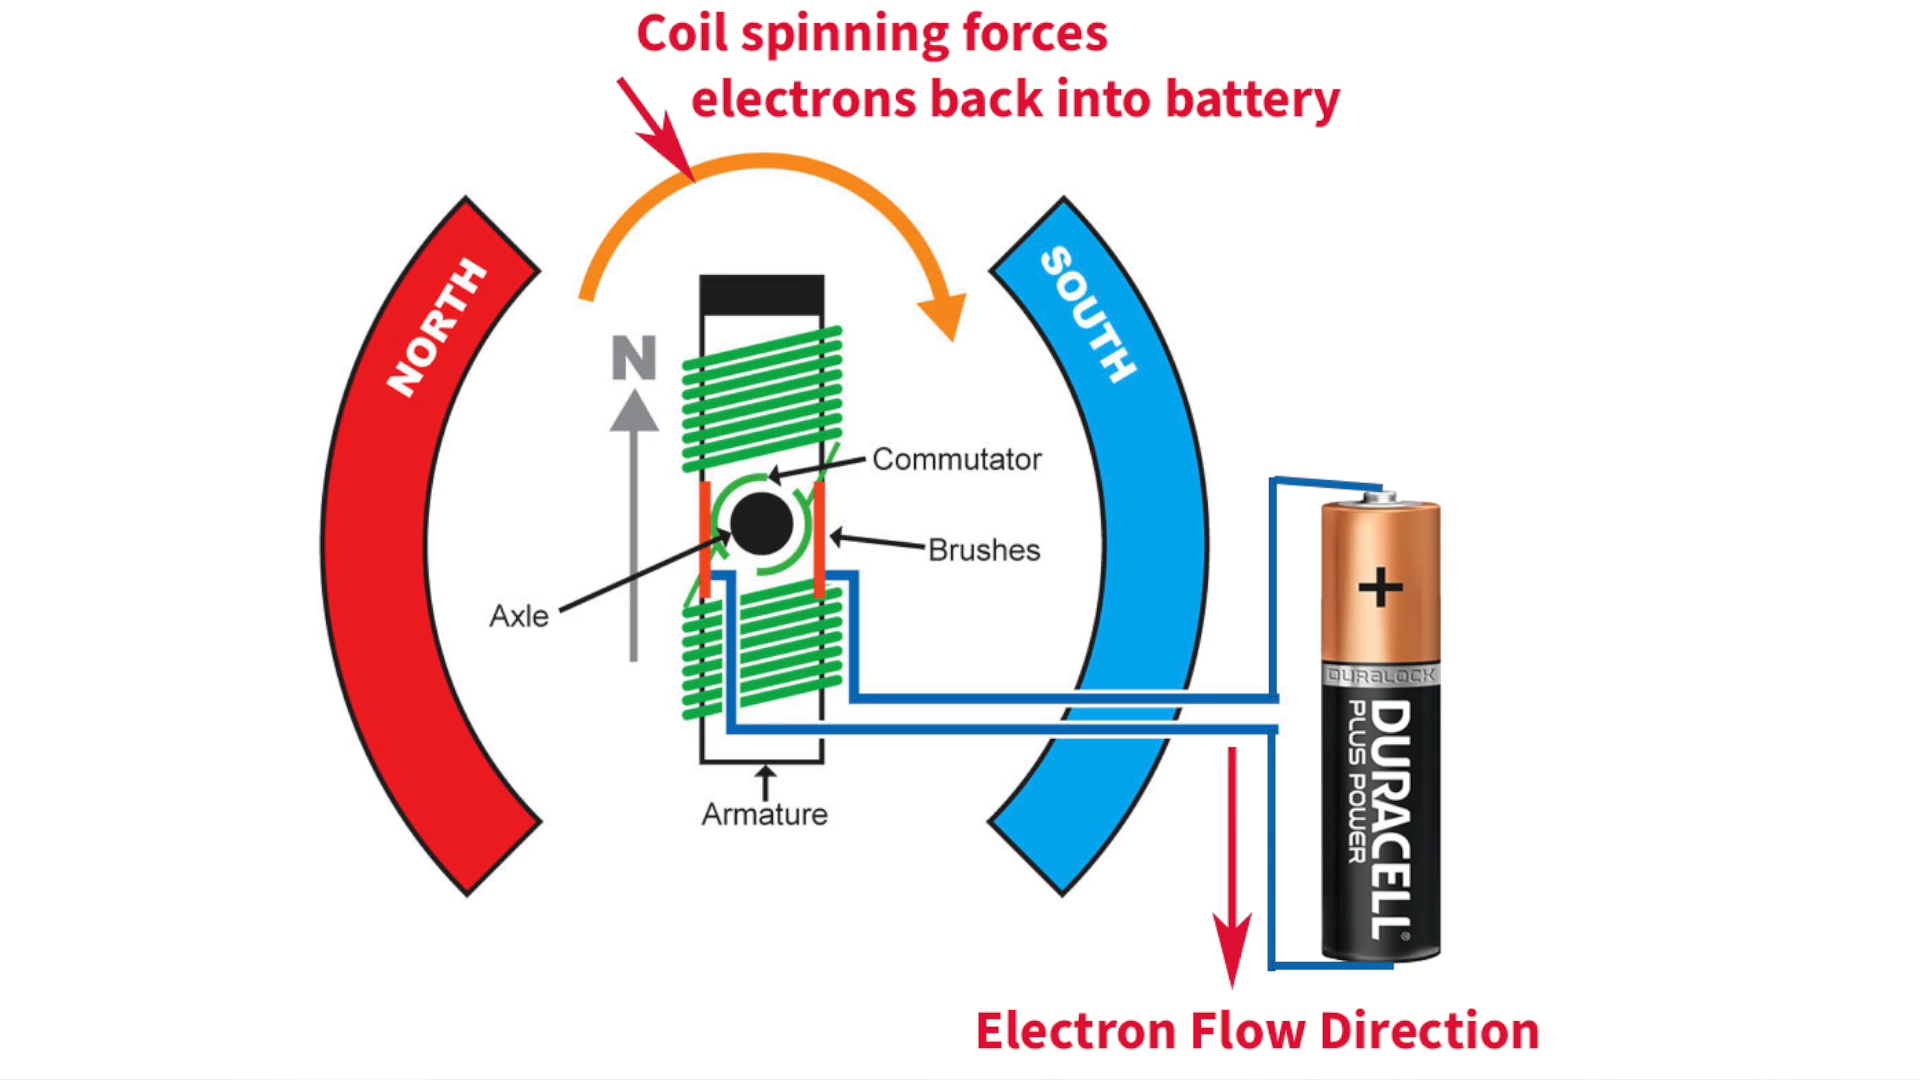 Coil spinning forces
electrons back into battery
NORTH
SOUTH
N
Commutator
Brushes
Axle
Armature
+
DURALOCK
DURACELL®
PLUS POWER
Electron Flow Direction